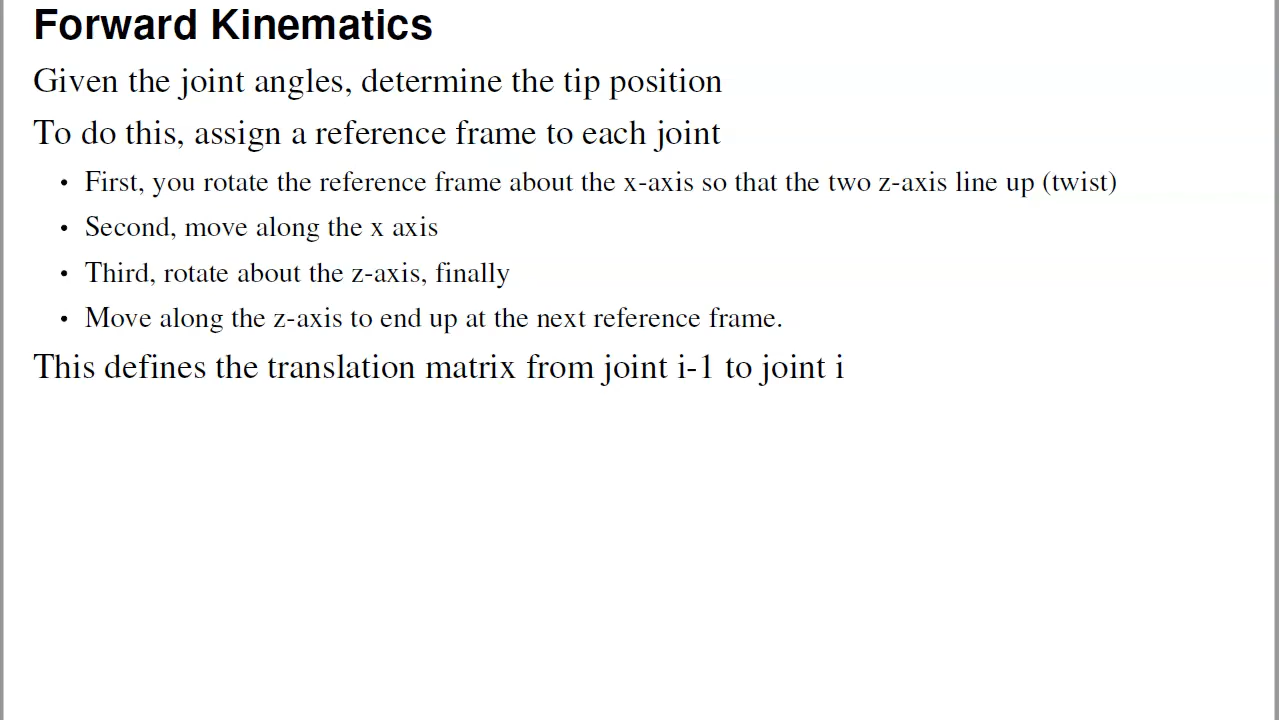 Forward Kinematics
Given the joint angles, determine the tip position
To do this, assign a reference frame to each joint
• First, you rotate the reference frame about the x-axis so that the two z-axis line up (twist)
• Second, move along the x axis
• Third, rotate about the z-axis, finally
• Move along the z-axis to end up at the next reference frame.
This defines the translation matrix from joint i-1 to joint i